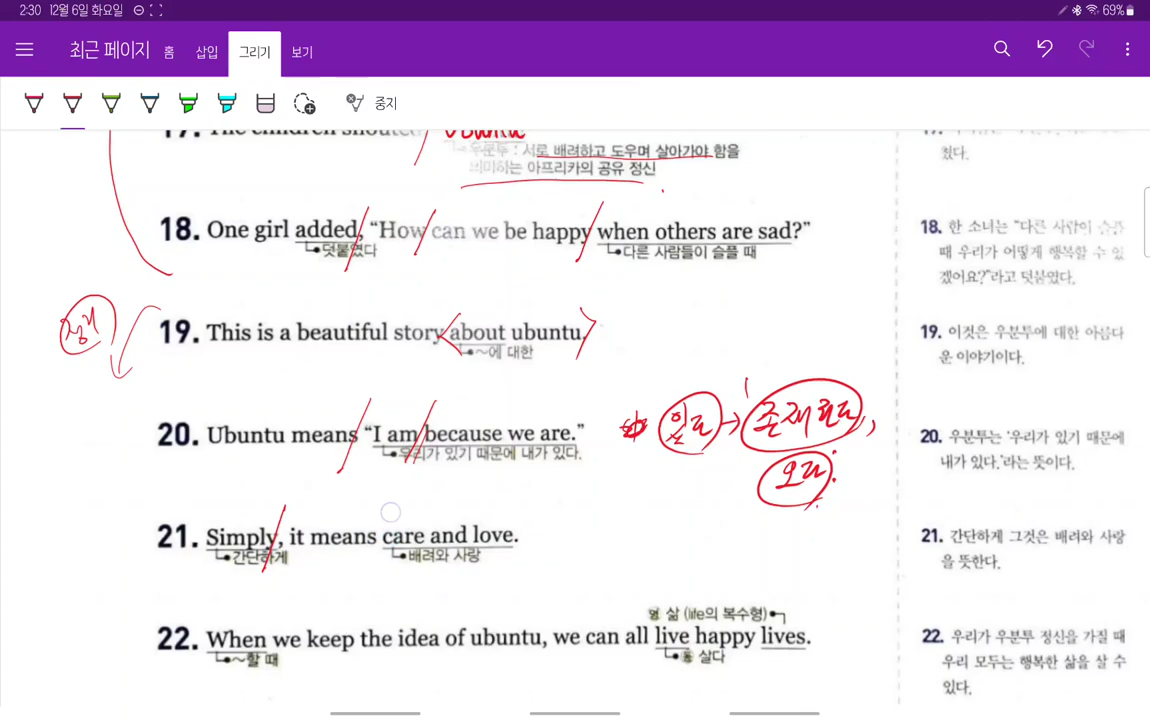 2:30 12월 6일 화요일 69%
최근 페이지 홈 삽입 그리기 보기
중지
17. The children shouted, "Ubuntu
우분투 : 서로 배려하고 도우며 살아가야 함을
의미하는 아프리카의 공유 정신
겼다.
18. One girl added, “How can we be happy when others are sad?”
덧붙였다
다른 사람들이 슬플 때
18. 한 소녀는 “다른 사람이 슬플
때 우리가 어떻게 행복할 수 있
겠어요?”라고 덧붙였다.
19. This is a beautiful story about ubuntu.
~에 대한
19. 이것은 우분투에 대한 아름다
운 이야기이다.
20. Ubuntu means “I am because we are.”
우리가 있기 때문에 내가 있다.
있다 → 존재한다,
오다.
20. 우분투는 ‘우리가 있기 때문에
내가 있다.’라는 뜻이다.
21. Simply, it means care and love.
간단하게
배려와 사랑
21. 간단하게 그것은 배려와 사랑
을 뜻한다.
명 삶 (life의 복수형)
22. When we keep the idea of ubuntu, we can all live happy lives.
~할 때
동 살다
22. 우리가 우분투 정신을 가질 때
우리 모두는 행복한 삶을 살 수
있다.